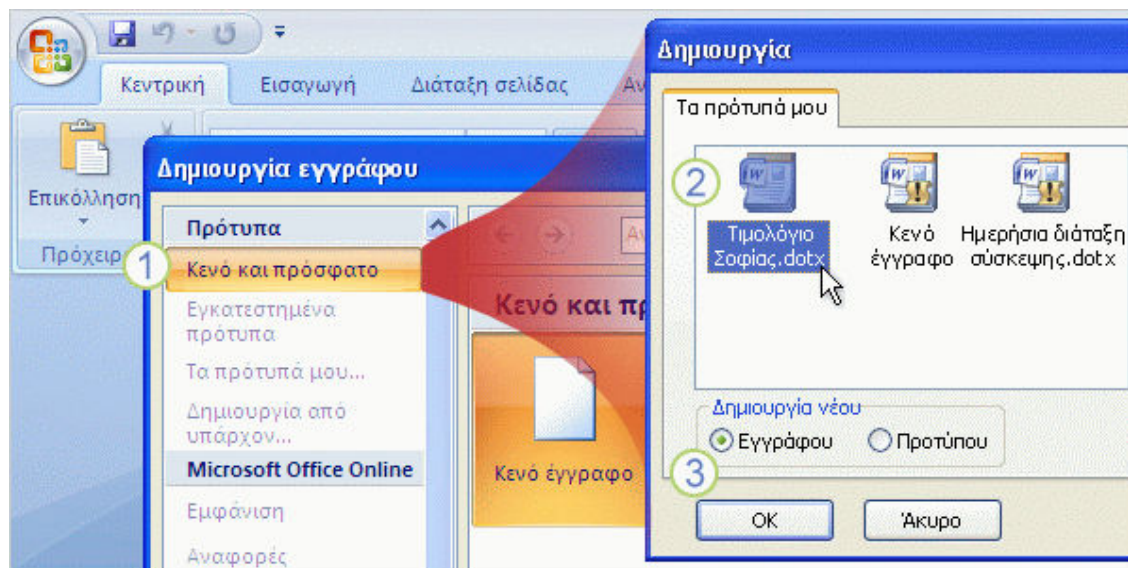 Κεντρική
Εισαγωγή
Διάταξη σελίδας
Επικόλληση
Δημιουργία εγγράφου
Πρότυπα
1
Κενό και πρόσφατο
Εγκατεστημένα
πρότυπα
Τα πρότυπά μου...
Δημιουργία από
υπάρχον...
Microsoft Office Online
Εμφάνιση
Αναφορές
Κενό και
Κενό έγγραφο
Δημιουργία
Τα πρότυπά μου
2
Τιμολόγιο
Σοφίας.dotx
Κενό
έγγραφο
Ημερήσια διάταξη
σύσκεψης.dotx
Δημιουργία νέου
Εγγράφου
Προτύπου
3
OK
Άκυρο